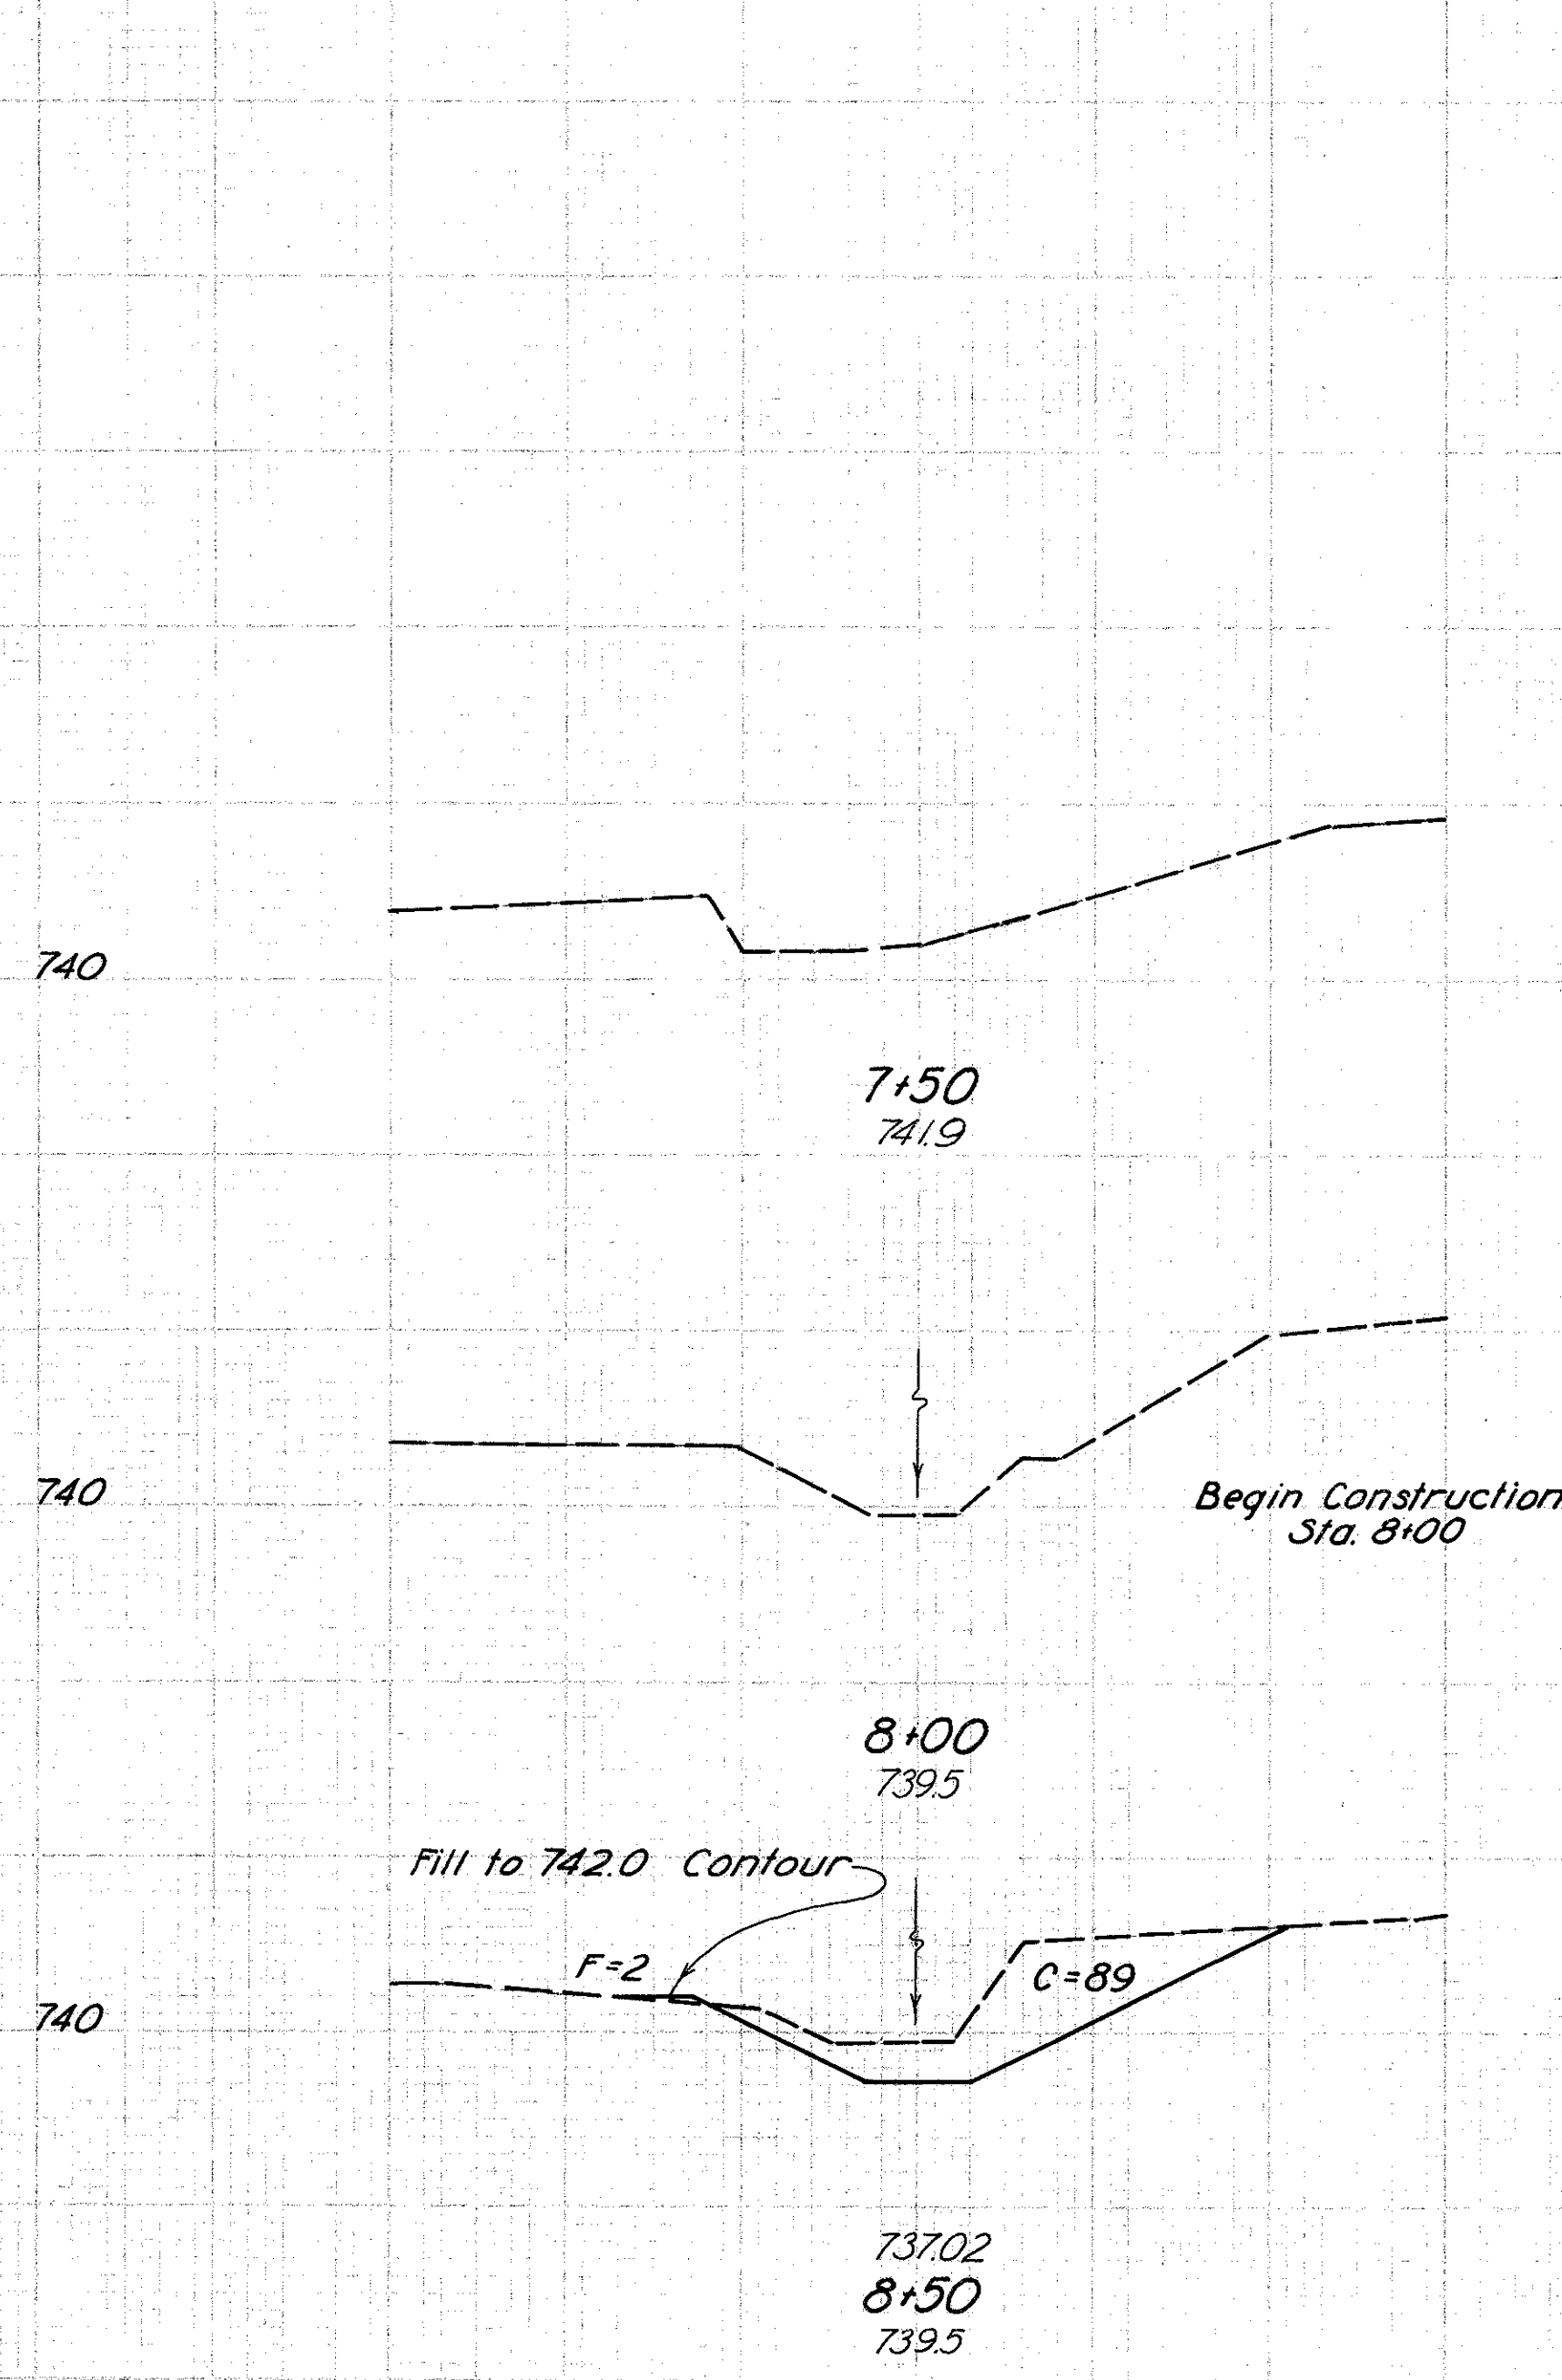 740
7+50
741.9
740
Begin Construction
Sta. 8+00
8+00
739.5
Fill to 742.0 Contour
F=2
C=89
740
737.02
8+50
739.5